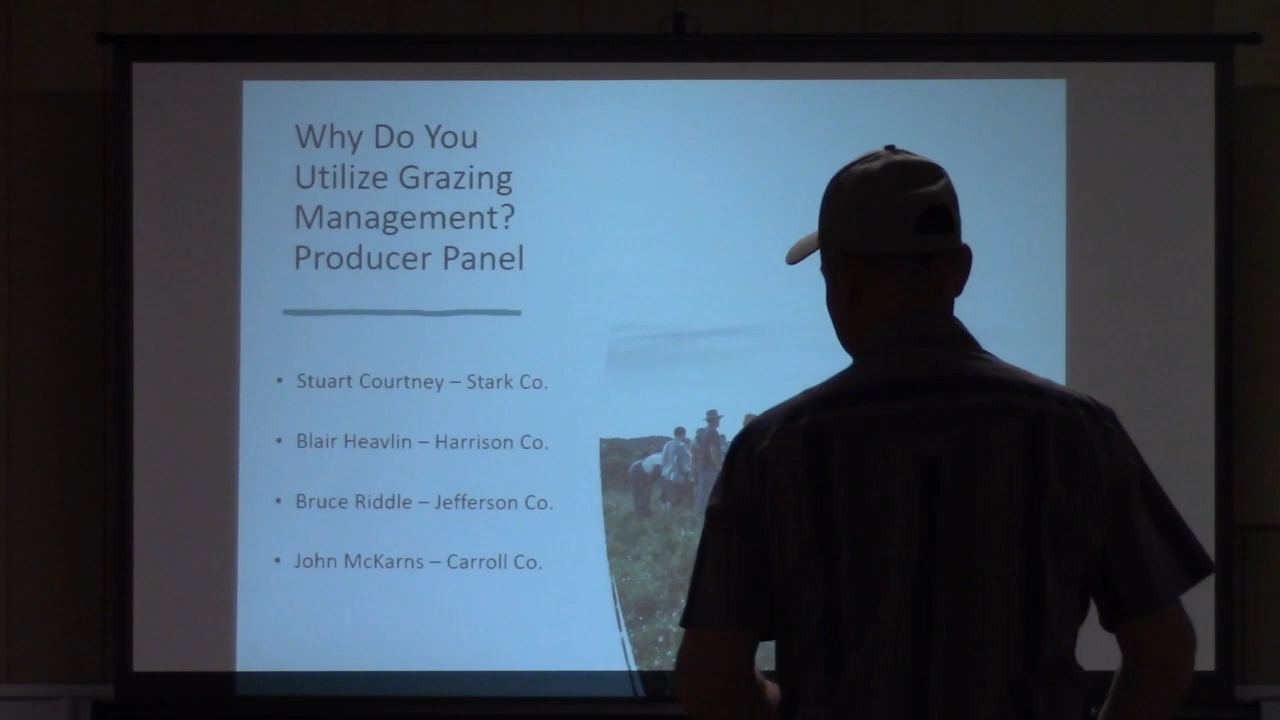 Why Do You
Utilize Grazing
Management?
Producer Panel
• Stuart Courtney – Stark Co.
• Blair Heavlin – Harrison Co.
• Bruce Riddle – Jefferson Co.
• John McKarns – Carroll Co.